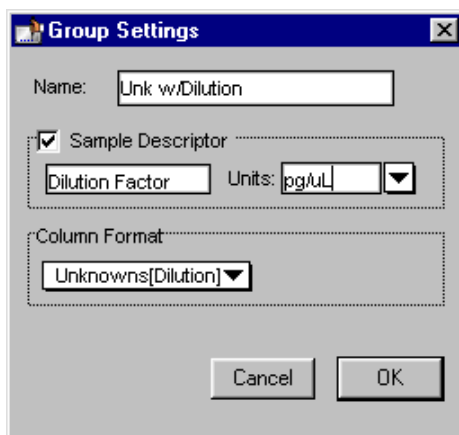 Group Settings
Name: Unk w/Dilution
Sample Descriptor
Dilution Factor Units: pg/uL
Column Format
Unknowns[Dilution]
Cancel OK